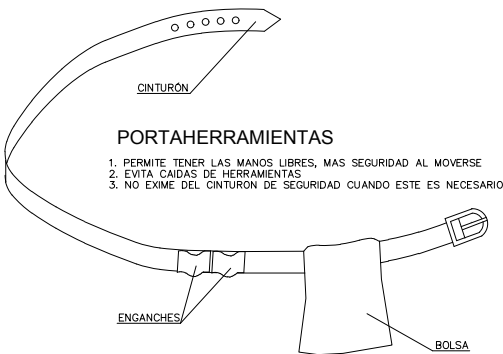 CINTURÓN
PORTAHERRAMIENTAS
1. PERMITE TENER LAS MANOS LIBRES, MAS SEGURIDAD AL MOVERSE
2. EVITA CAIDAS DE HERRAMIENTAS
3. NO EXIME DEL CINTURON DE SEGURIDAD CUANDO ESTE ES NECESARIO
ENGANCHES
BOLSA